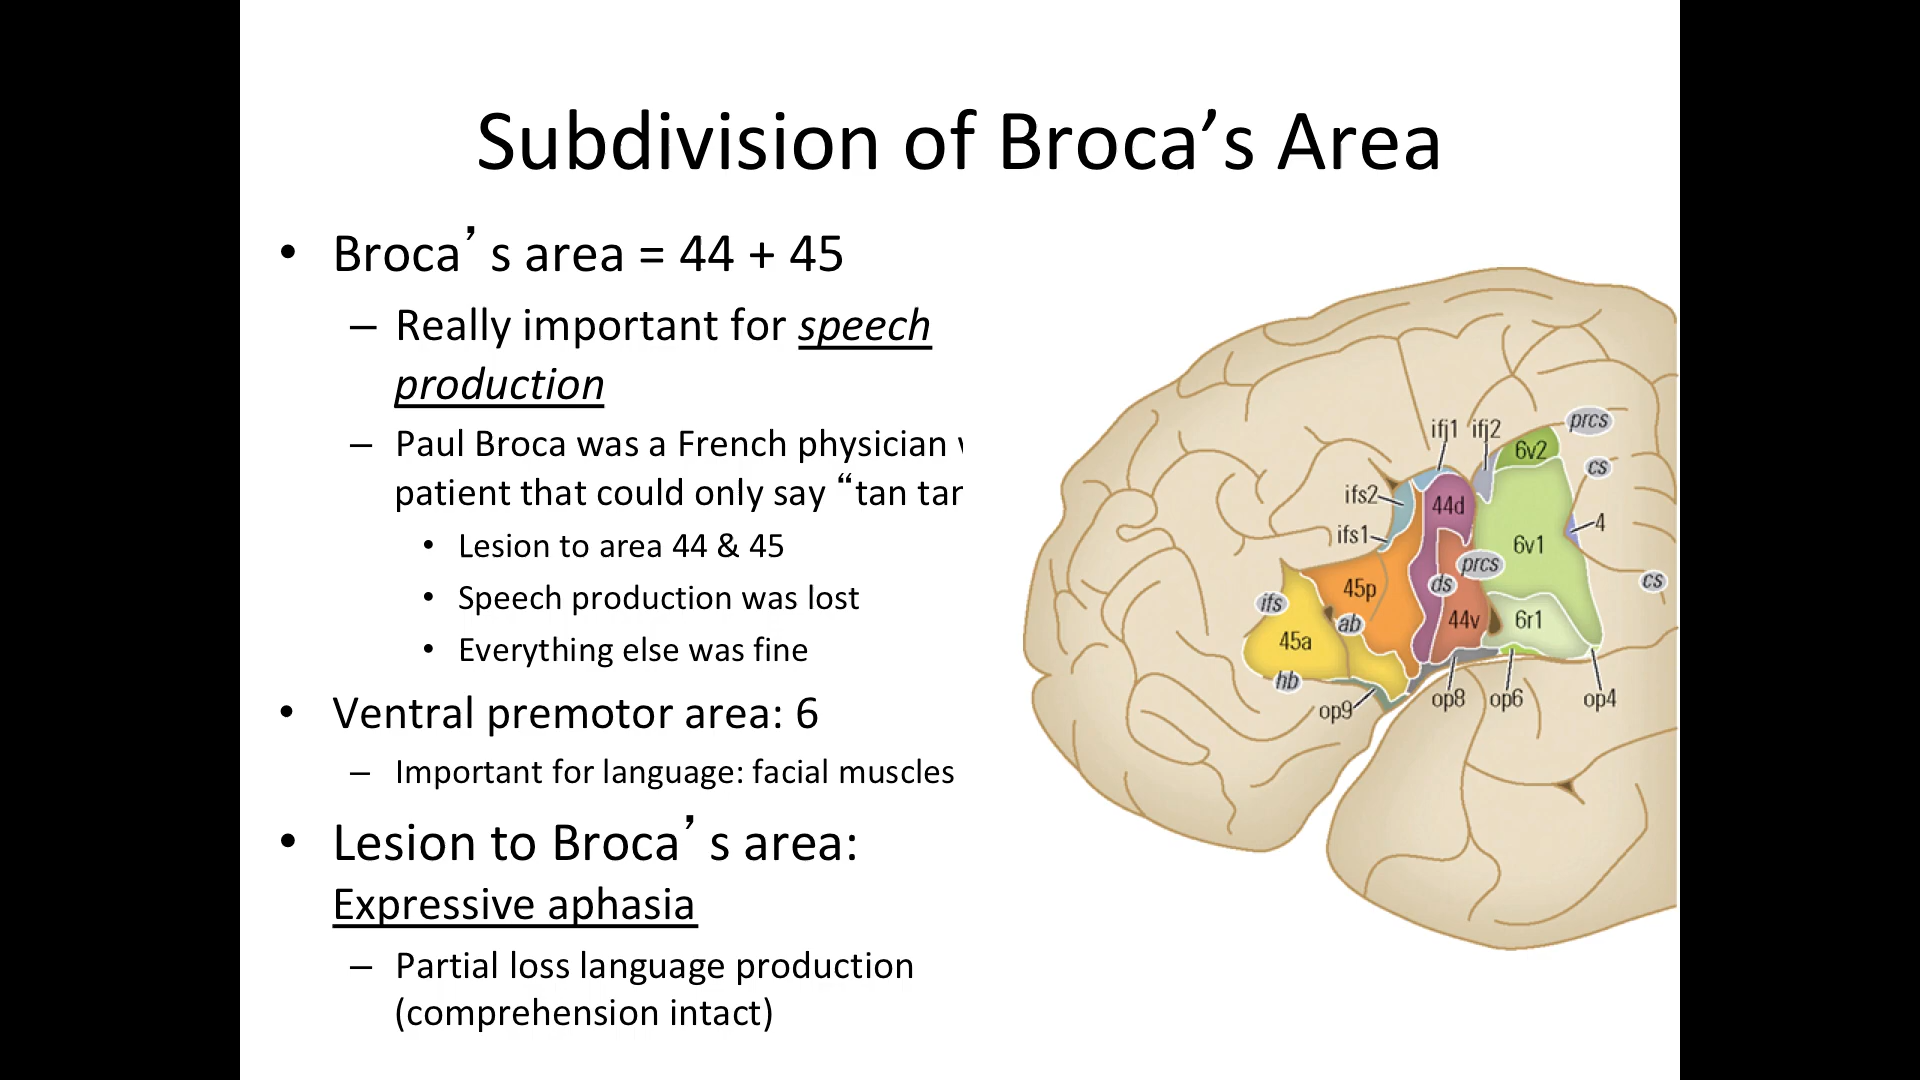 Subdivision of Broca’s Area
• Broca’s area = 44 + 45
– Really important for speech
production
– Paul Broca was a French physician
patient that could only say “tan
• Lesion to area 44 & 45
• Speech production was lost
• Everything else was fine
• Ventral premotor area: 6
– Important for language: facial muscles
• Lesion to Broca’s area:
Expressive aphasia
– Partial loss language production
(comprehension intact)
ifj1 ifj2 prcs
6v2
cs
ifs2 44d
4
ifs1 6v1
prcs
45p ds cs
ifs
ab 44v 6r1
45a
hb
op9 op8 op6 op4